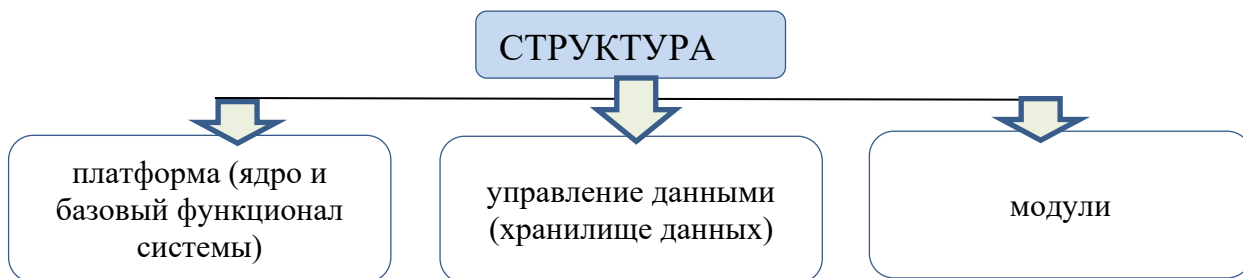 СТРУКТУРА
платформа (ядро и
базовый функционал
системы)
управление данными
(хранилище данных)
модули